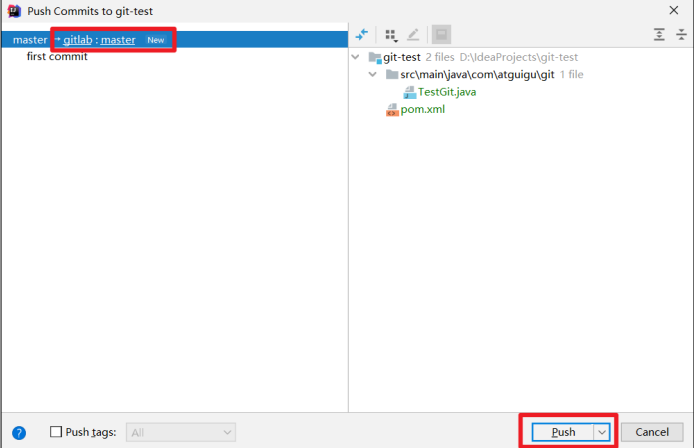 Push Commits to git-test
master → gitlab : master New
first commit
git-test 2 files D:\IdeaProjects\git-test
src\main\java\com\atguigu\git 1 file
TestGit.java
pom.xml
? Push tags: All
Push Cancel